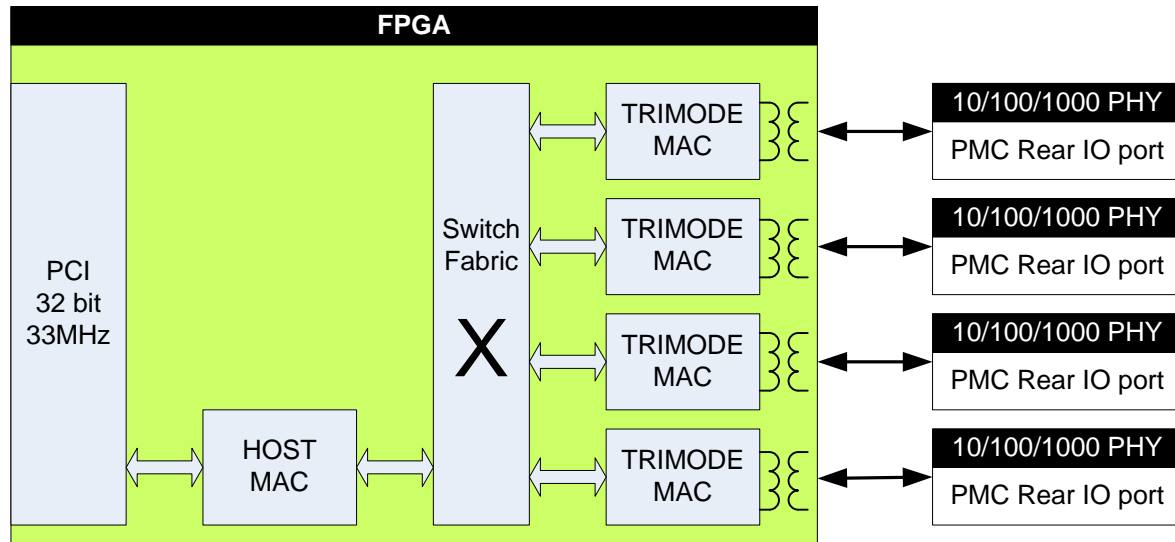 FPGA
PCI
32 bit
33MHz
HOST
MAC
Switch
Fabric
X
TRIMODE
MAC
TRIMODE
MAC
TRIMODE
MAC
TRIMODE
MAC
10/100/1000 PHY
PMC Rear IO port
10/100/1000 PHY
PMC Rear IO port
10/100/1000 PHY
PMC Rear IO port
10/100/1000 PHY
PMC Rear IO port